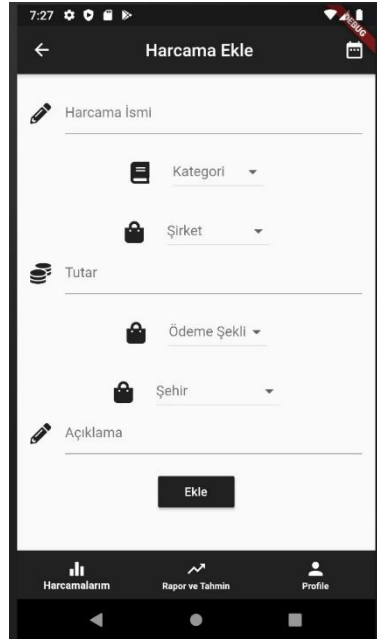 7:27
DEBUG
Harcama Ekle
Harcama İsmi
Kategori
Şirket
Tutar
Ödeme Şekli
Şehir
Açıklama
Ekle
Harcamalarım
Rapor ve Tahmin
Profile